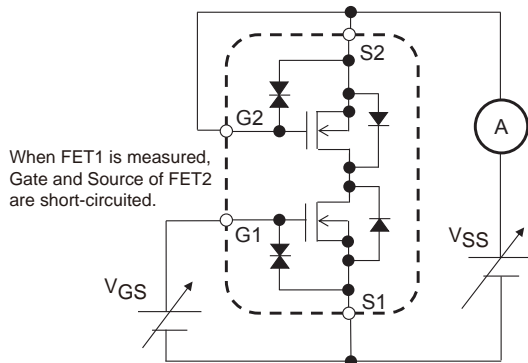 S2
G2
A
When FET1 is measured,
Gate and Source of FET2
are short-circuited.
G1
VSS
VGS
S1